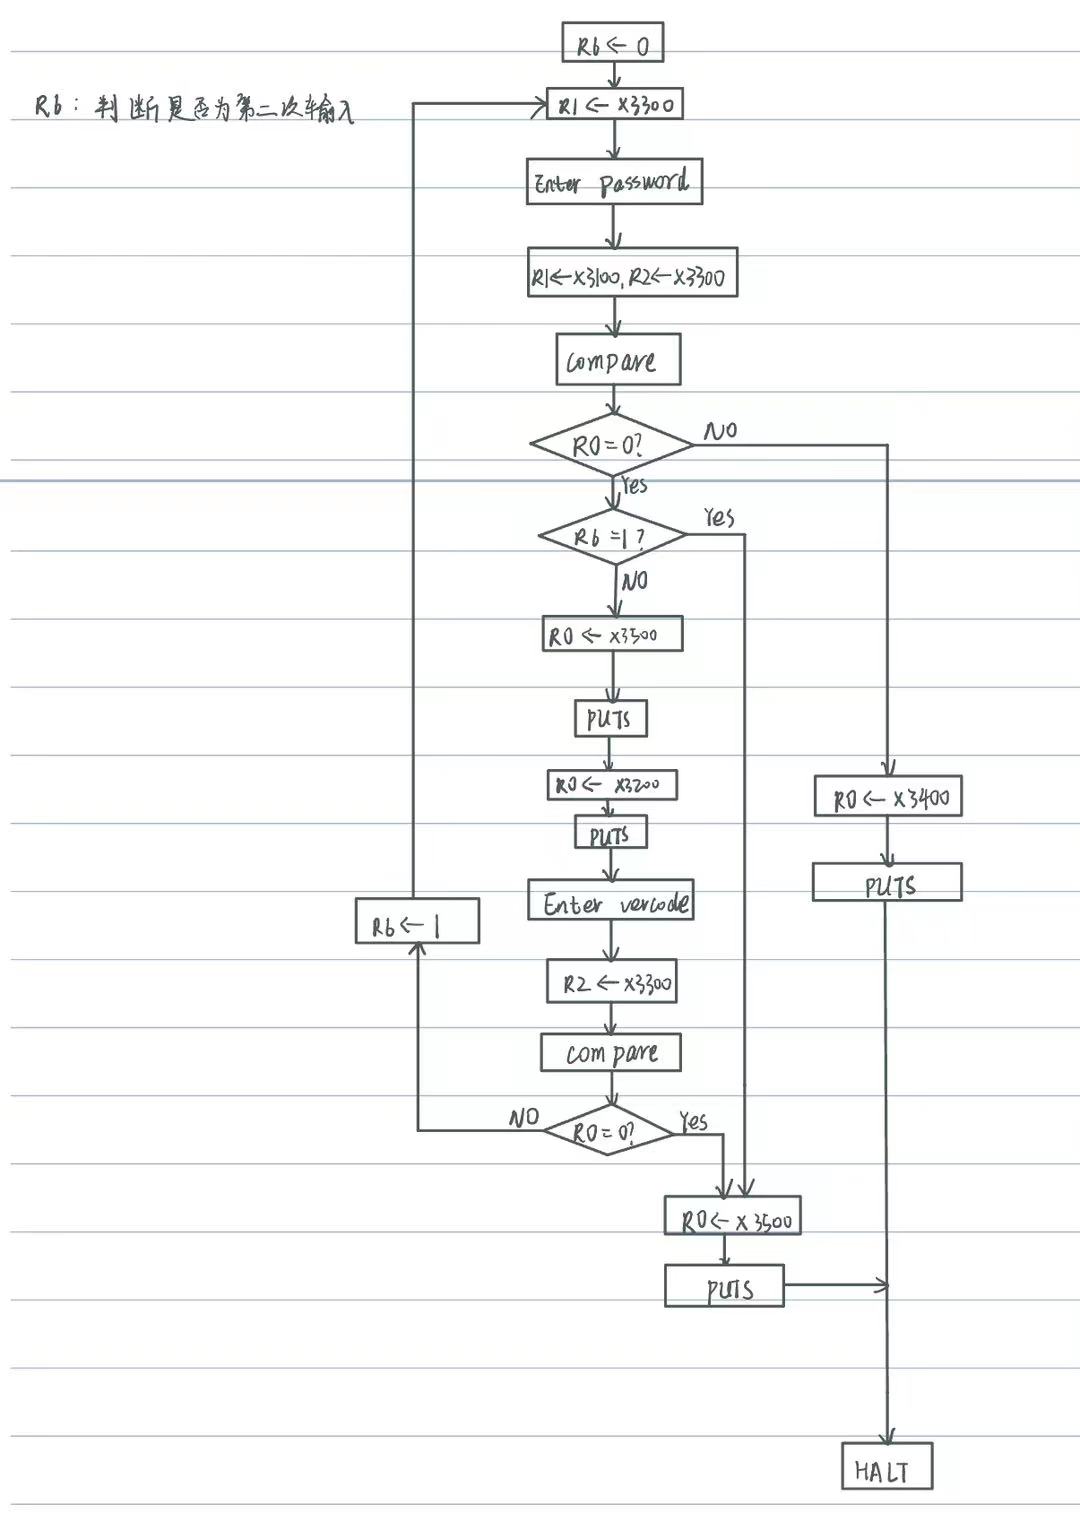 R6 ← 0
R6：判断是否为第二次输入
R1 ← x3300
Enter password
R1←x3100, R2←x3300
compare
R0=0?
NO
Yes
R6=1?
Yes
NO
R0 ← x3500
PUTS
R0 ← x3200
PUTS
R0 ← x3400
PUTS
Enter vercode
R6 ← 1
R2 ← x3300
compare
NO
R0=0?
Yes
R0 ← x3500
PUTS
HALT